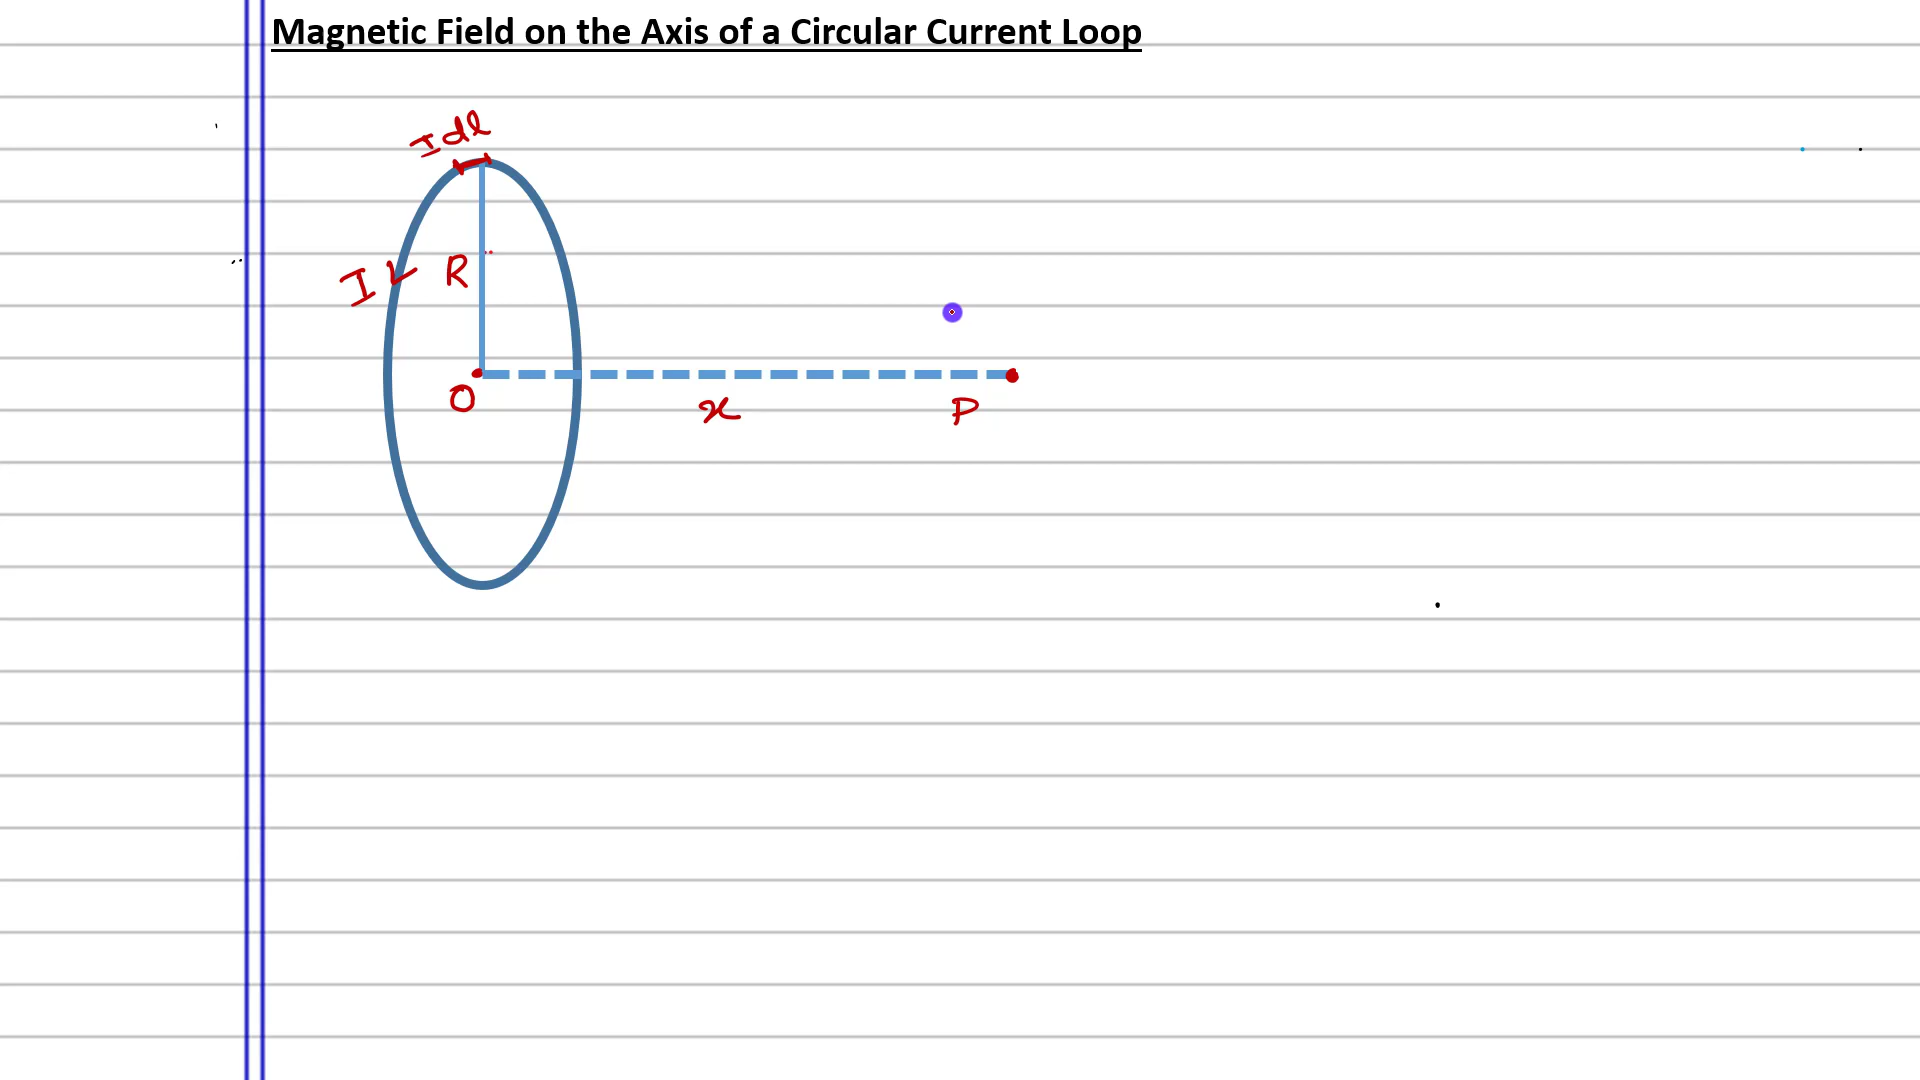 Magnetic Field on the Axis of a Circular Current Loop
Idl
I R
O
x P